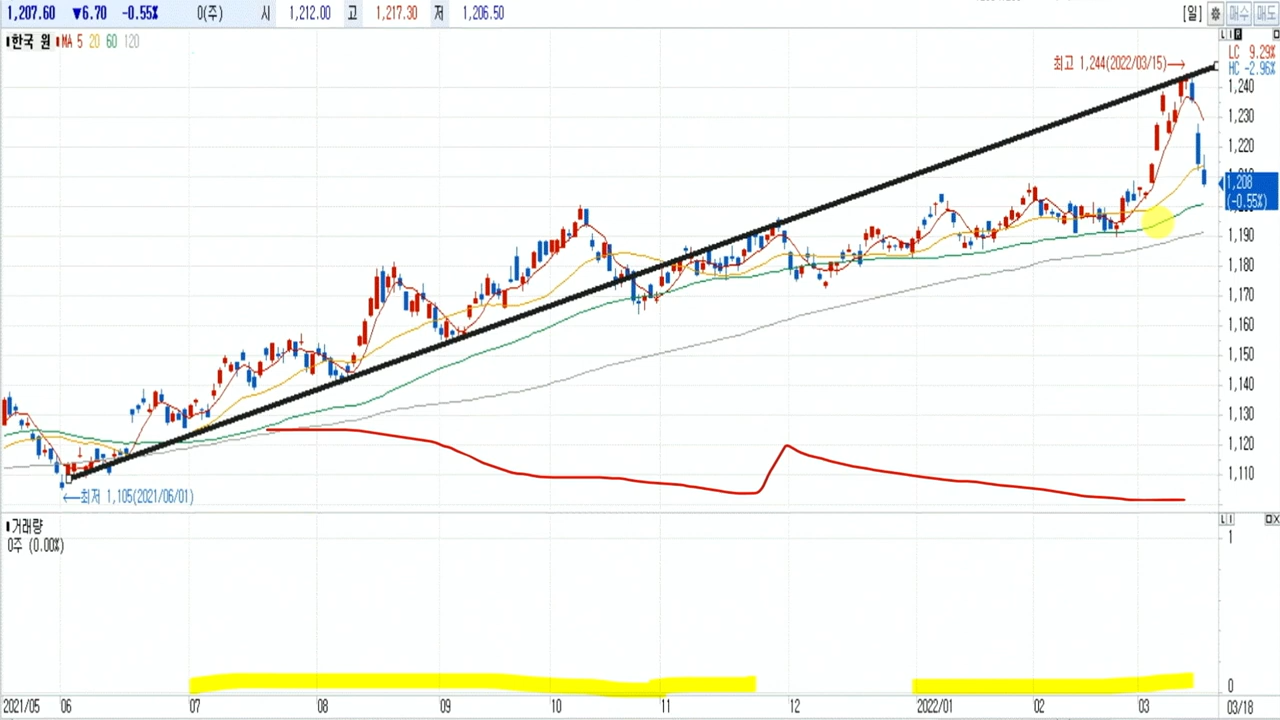 1,207.60 ▼6.70 -0.55% 0(주) 시 1,212.00 고 1,217.30 저 1,206.50 [일] 매수 매도
한국 원 MA 5 20 60 120
최고 1,244(2022/03/15)
LC 9.29%
HC -2.96%
1,240
1,230
1,220
1,208
(-0.55%)
1,190
1,180
1,170
1,160
1,150
1,140
1,130
1,120
1,110
최저 1,105(2021/06/01)
거래량
0주 (0.00%)
1
0
2021/05 06 07 08 09 10 11 12 2022/01 02 03 03/18